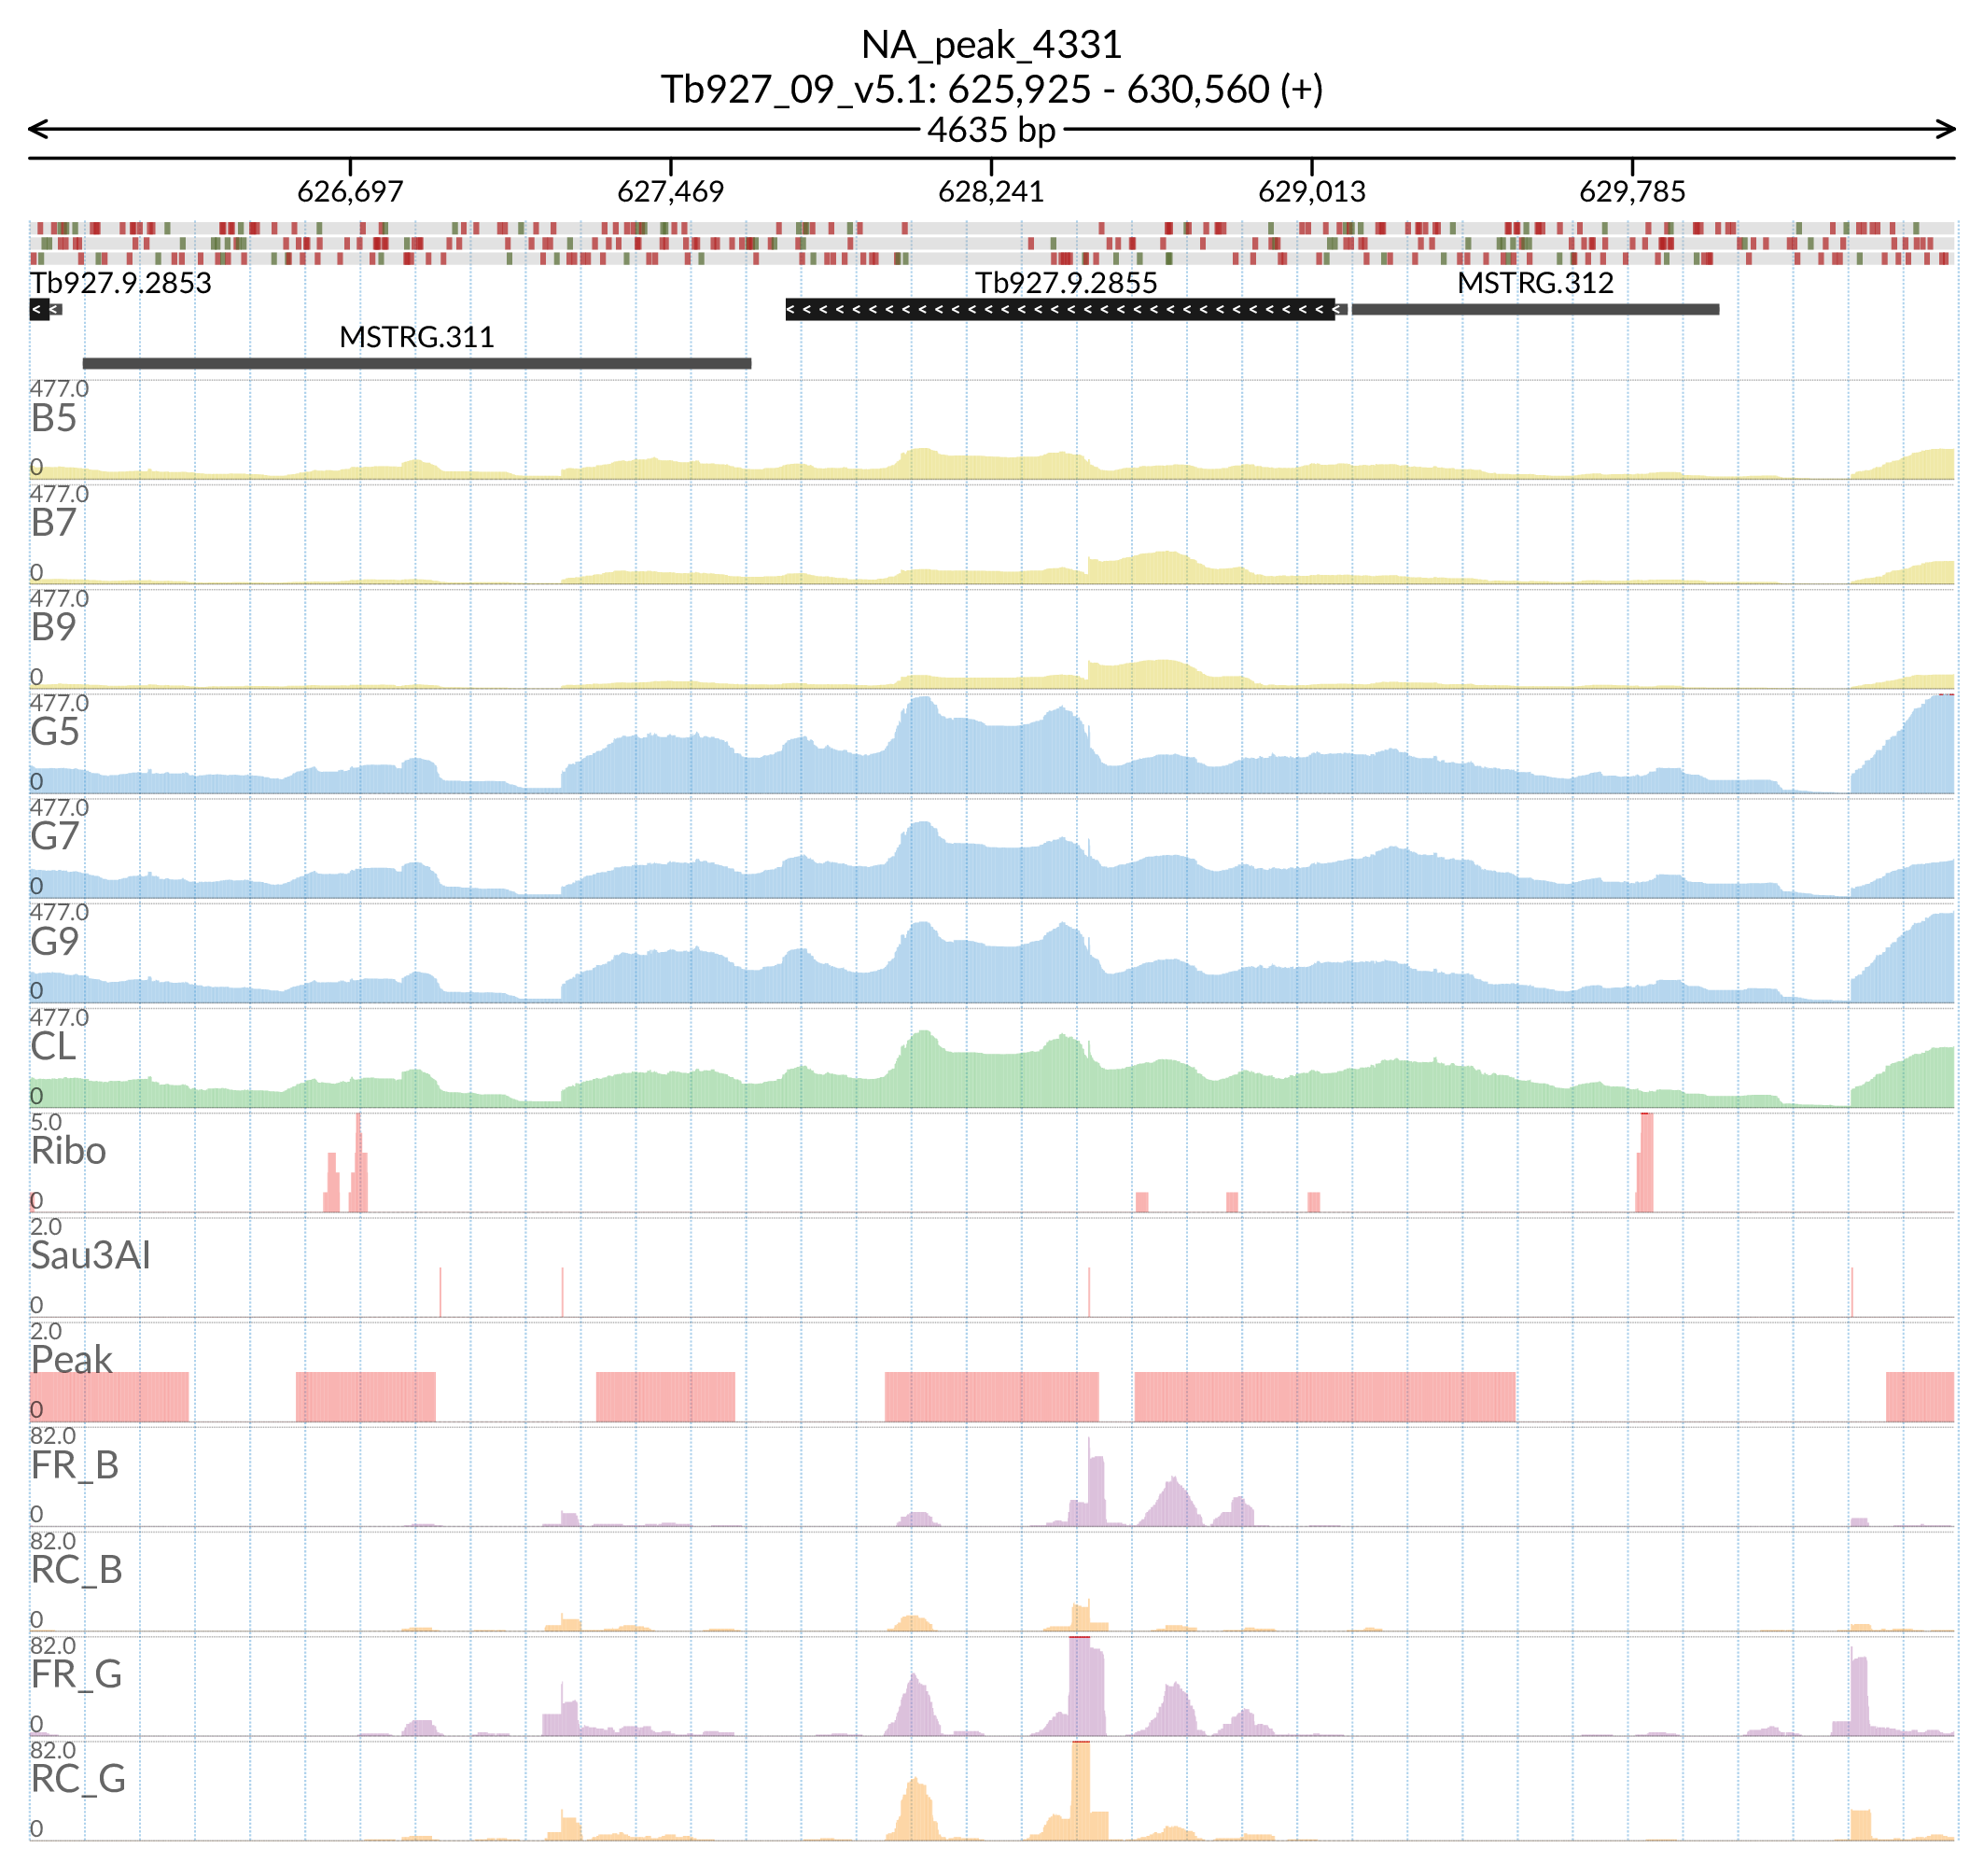 NA_peak_4331
Tb927_09_v5.1: 625,925 - 630,560 (+)
4635 bp
626,697 627,469 628,241 629,013 629,785
Tb927.9.2853 Tb927.9.2855 MSTRG.312
MSTRG.311
477.0
B5
0
477.0
B7
0
477.0
B9
0
477.0
G5
0
477.0
G7
0
477.0
G9
0
477.0
CL
0
5.0
Ribo
0
2.0
Sau3AI
0
2.0
Peak
0
82.0
FR_B
0
82.0
RC_B
0
82.0
FR_G
0
82.0
RC_G
0